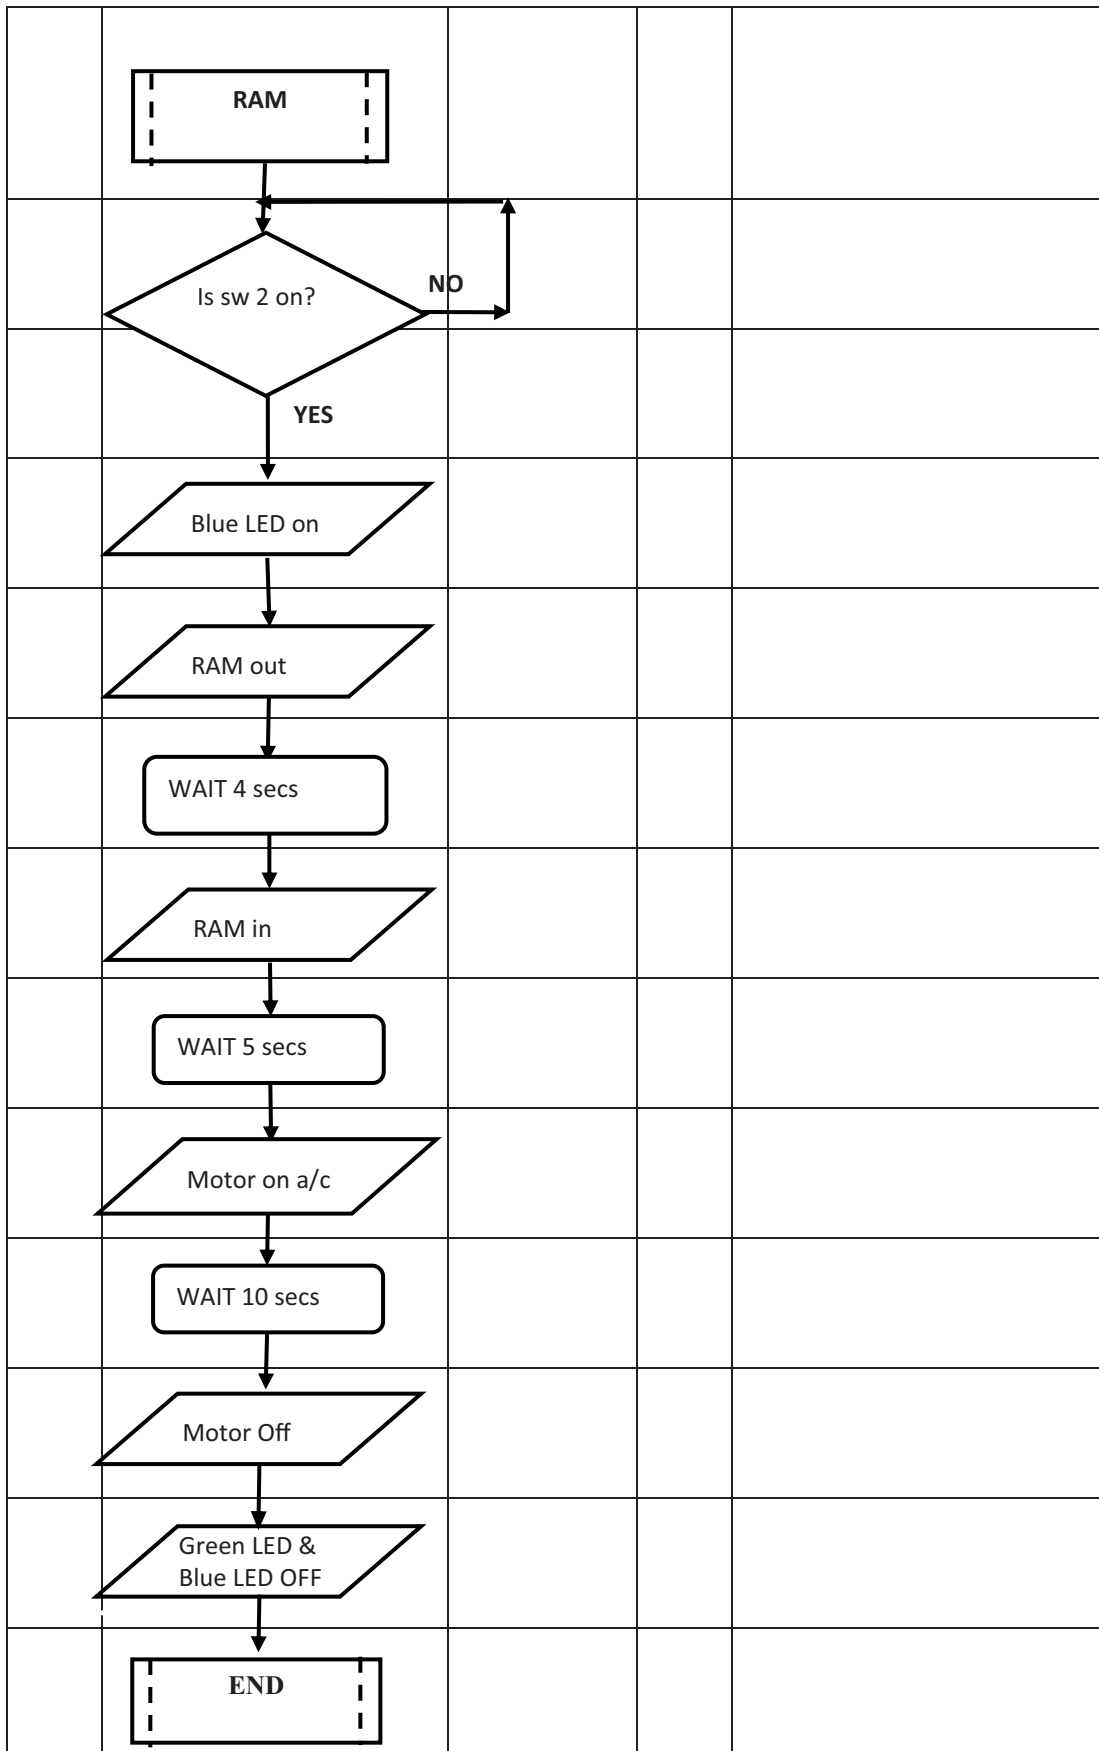 RAM
Is sw 2 on?
NO
YES
Blue LED on
RAM out
WAIT 4 secs
RAM in
WAIT 5 secs
Motor on a/c
WAIT 10 secs
Motor Off
Green LED &
Blue LED OFF
END